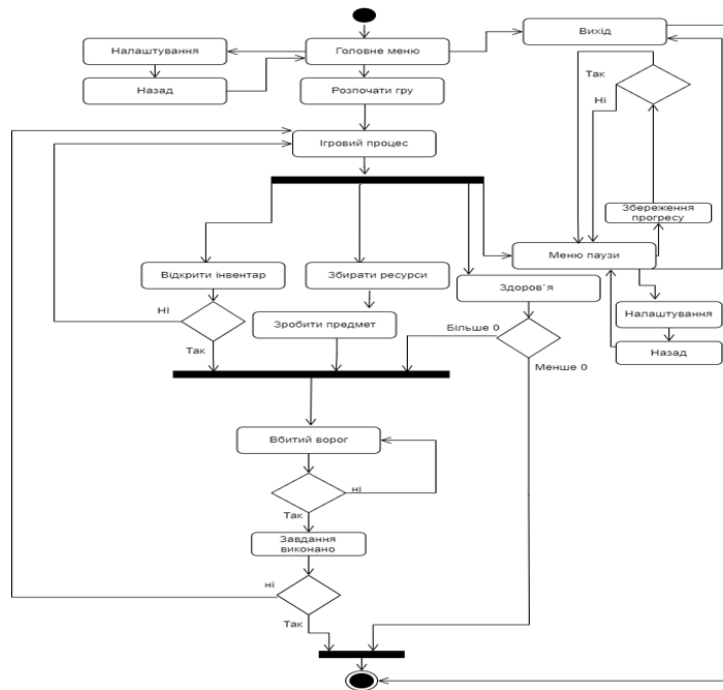 Налаштування
Головне меню
Вихід
Назад
Розпочати гру
Так
Ні
Ігровий процес
Збереження
прогресу
Меню паузи
Відкрити інвентар
Збирати ресурси
Здоров`я
НІ
Зробити предмет
Більше 0
Налаштування
Так
Назад
Менше 0
Вбитий ворог
ні
Так
Завдання
виконано
ні
Так